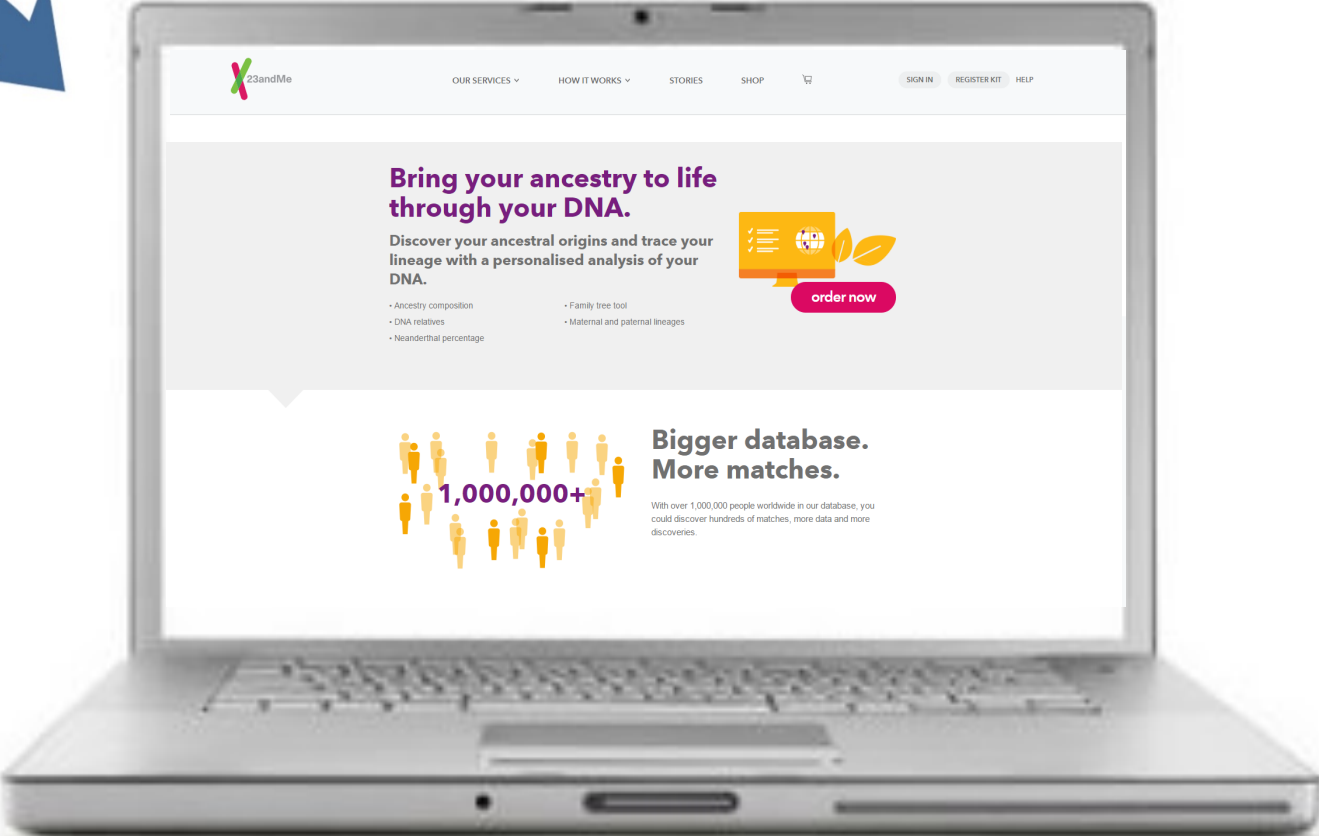 23andMe
OUR SERVICES
HOW IT WORKS
STORIES
SHOP
SIGN IN
REGISTER KIT
HELP
Bring your ancestry to life
through your DNA.
Discover your ancestral origins and trace your
lineage with a personalised analysis of your
DNA.
• Ancestry composition
• DNA relatives
• Neanderthal percentage
• Family tree tool
• Maternal and paternal lineages
order now
1,000,000+
Bigger database.
More matches.
With over 1,000,000 people worldwide in our database, you
could discover hundreds of matches, more data and more
discoveries.